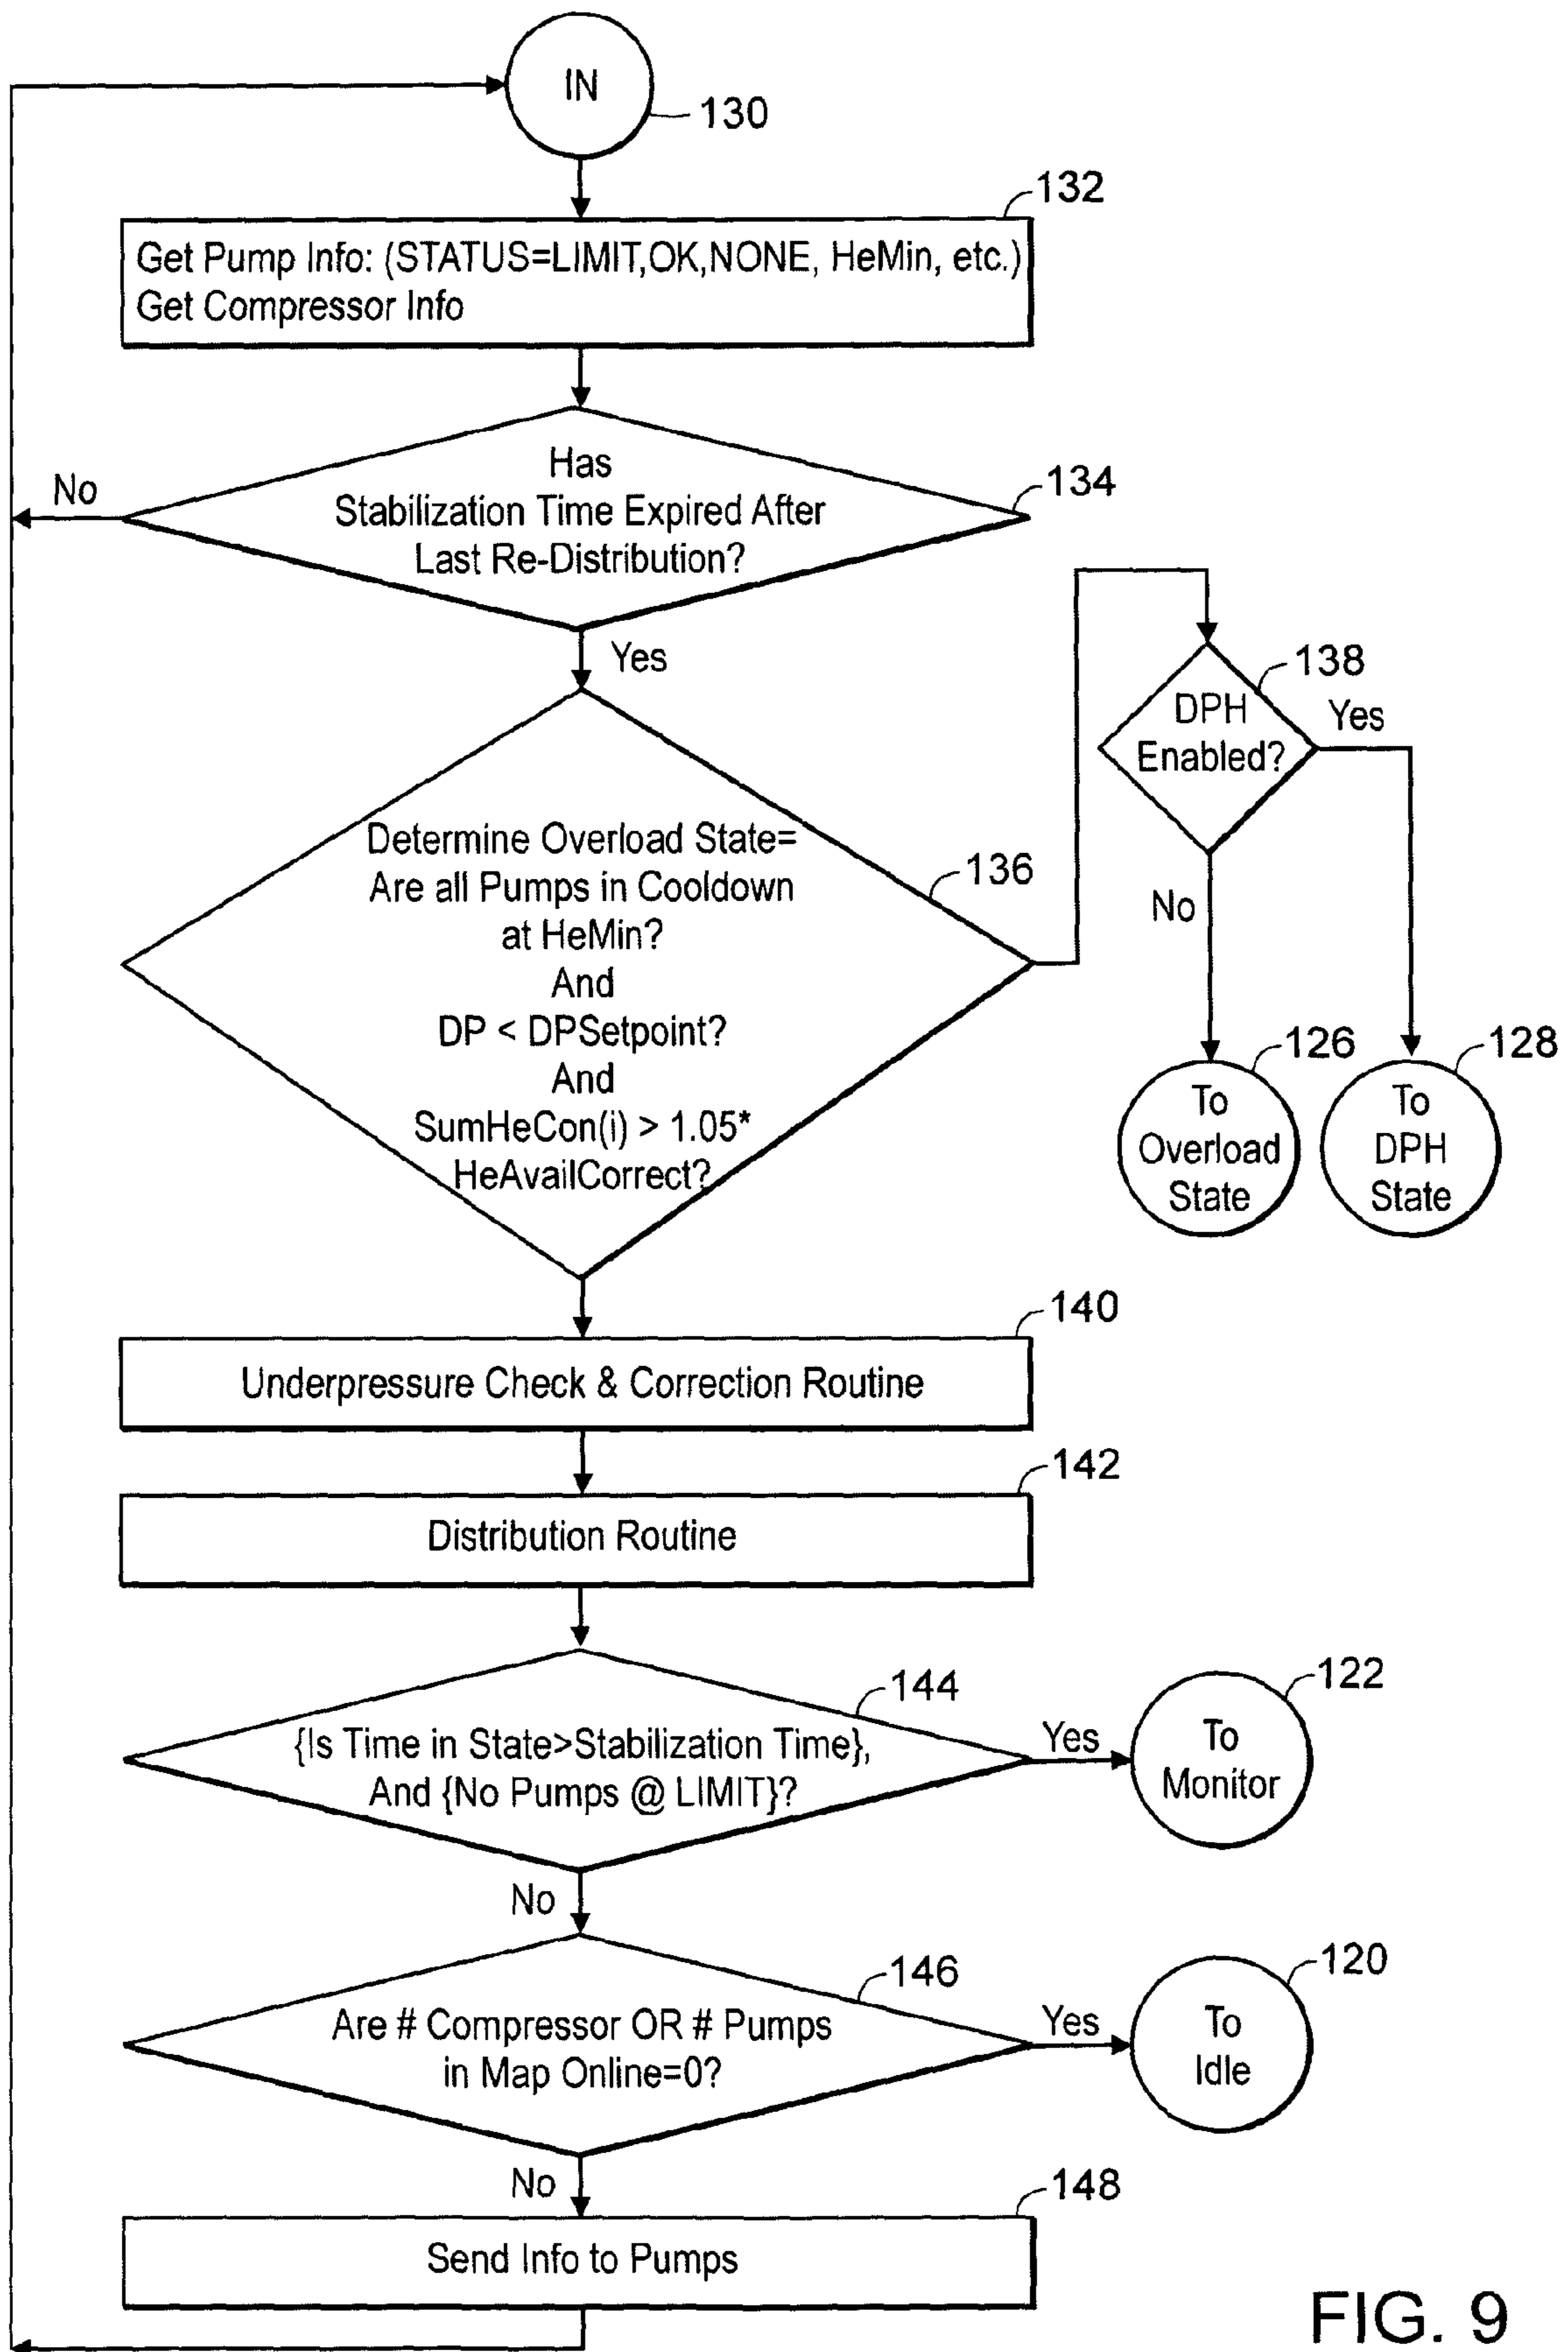 IN
130
132
Get Pump Info: (STATUS=LIMIT,OK,NONE, HeMin, etc.)
Get Compressor Info
Has
Stabilization Time Expired After
Last Re-Distribution?
134
No
Yes
Determine Overload State=
Are all Pumps in Cooldown
at HeMin?
And
DP < DPSetpoint?
And
SumHeCon(i) > 1.05*
HeAvailCorrect?
136
DPH
Enabled?
138
Yes
No
To
Overload
State
126
To
DPH
State
128
140
Underpressure Check & Correction Routine
142
Distribution Routine
144
{Is Time in State>Stabilization Time},
And {No Pumps @ LIMIT}?
Yes
To
Monitor
122
No
146
Are # Compressor OR # Pumps
in Map Online=0?
Yes
To
Idle
120
No
148
Send Info to Pumps
FIG. 9